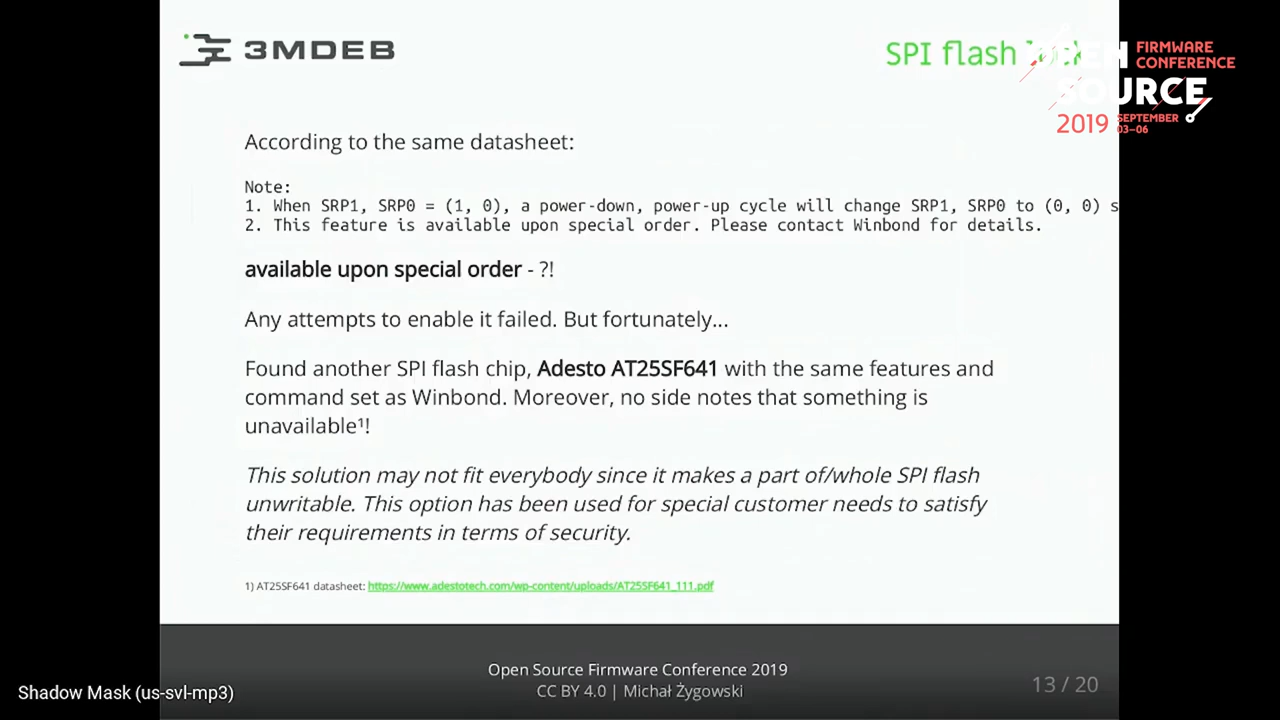 3MDEB
SPI flash lock
OPEN SOURCE
FIRMWARE
CONFERENCE
2019
SEPTEMBER
03–06
According to the same datasheet:
Note:
1. When SRP1, SRP0 = (1, 0), a power-down, power-up cycle will change SRP1, SRP0 to (0, 0) s
2. This feature is available upon special order. Please contact Winbond for details.
available upon special order - ?!
Any attempts to enable it failed. But fortunately...
Found another SPI flash chip, Adesto AT25SF641 with the same features and
command set as Winbond. Moreover, no side notes that something is
unavailable¹!
This solution may not fit everybody since it makes a part of/whole SPI flash
unwritable. This option has been used for special customer needs to satisfy
their requirements in terms of security.
1) AT25SF641 datasheet: https://www.adestotech.com/wp-content/uploads/AT25SF641_111.pdf
Open Source Firmware Conference 2019
CC BY 4.0 | Michał Żygowski
13 / 20
Shadow Mask (us-svl-mp3)